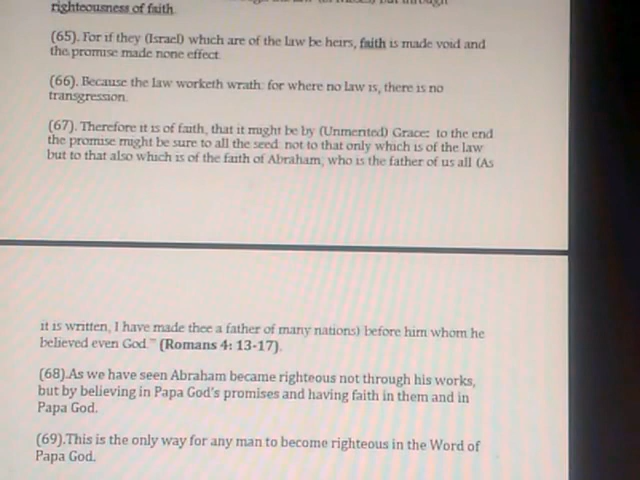 righteousness of faith.
(65). For if they (Israel) which are of the law be heirs, faith is made void and
the promise made none effect.
(66). Because the law worketh wrath: for where no law is, there is no
transgression.
(67). Therefore it is of faith, that it might be by (Unmerited) Grace; to the end
the promise might be sure to all the seed: not to that only which is of the law
but to that also which is of the faith of Abraham, who is the father of us all (As
it is written, I have made thee a father of many nations) before him whom he
believed even God." (Romans 4: 13-17).
(68).As we have seen Abraham became righteous not through his works,
but by believing in Papa God's promises and having faith in them and in
Papa God.
(69).This is the only way for any man to become righteous in the Word of
Papa God.